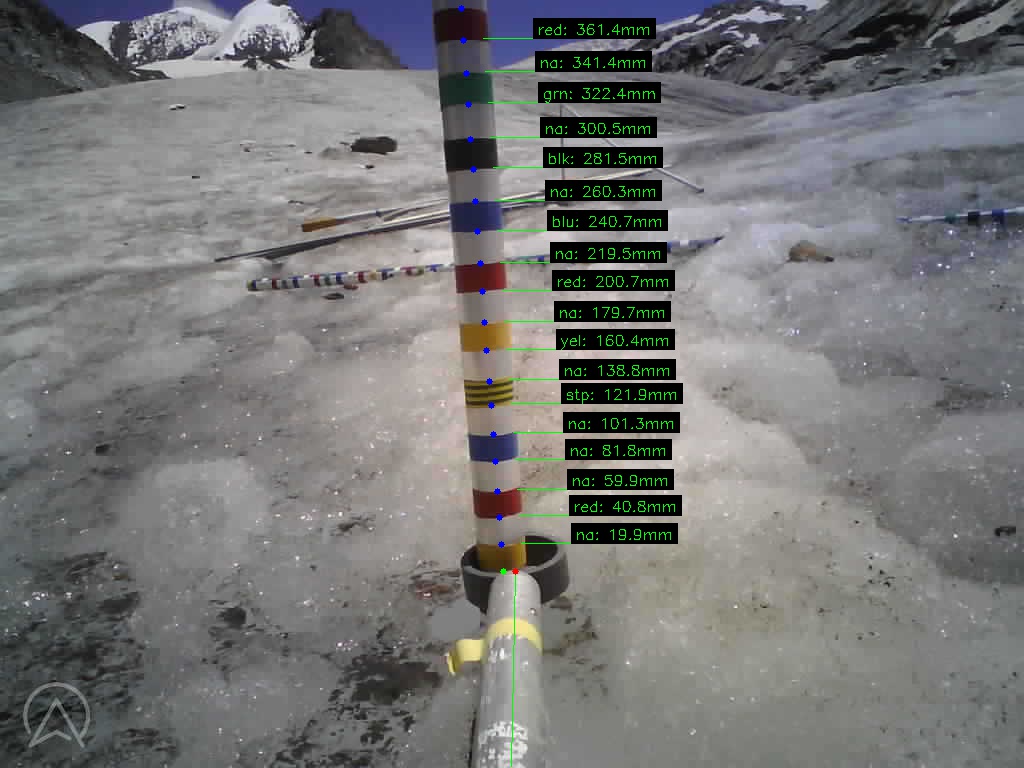 red: 361.4mm
na: 341.4mm
grn: 322.4mm
na: 300.5mm
blk: 281.5mm
na: 260.3mm
blu: 240.7mm
na: 219.5mm
red: 200.7mm
na: 179.7mm
yel: 160.4mm
na: 138.8mm
stp: 121.9mm
na: 101.3mm
na: 81.8mm
na: 59.9mm
red: 40.8mm
na: 19.9mm